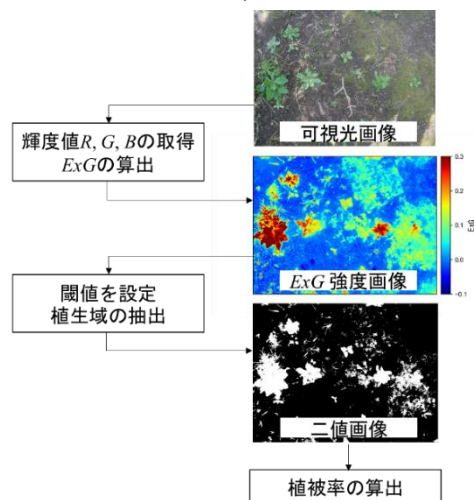 可視光画像
輝度値R, G, Bの取得
ExGの算出
0.3
0.2
0.1
0.0
−0.1
ExG
ExG 強度画像
閾値を設定
植生域の抽出
二値画像
植被率の算出